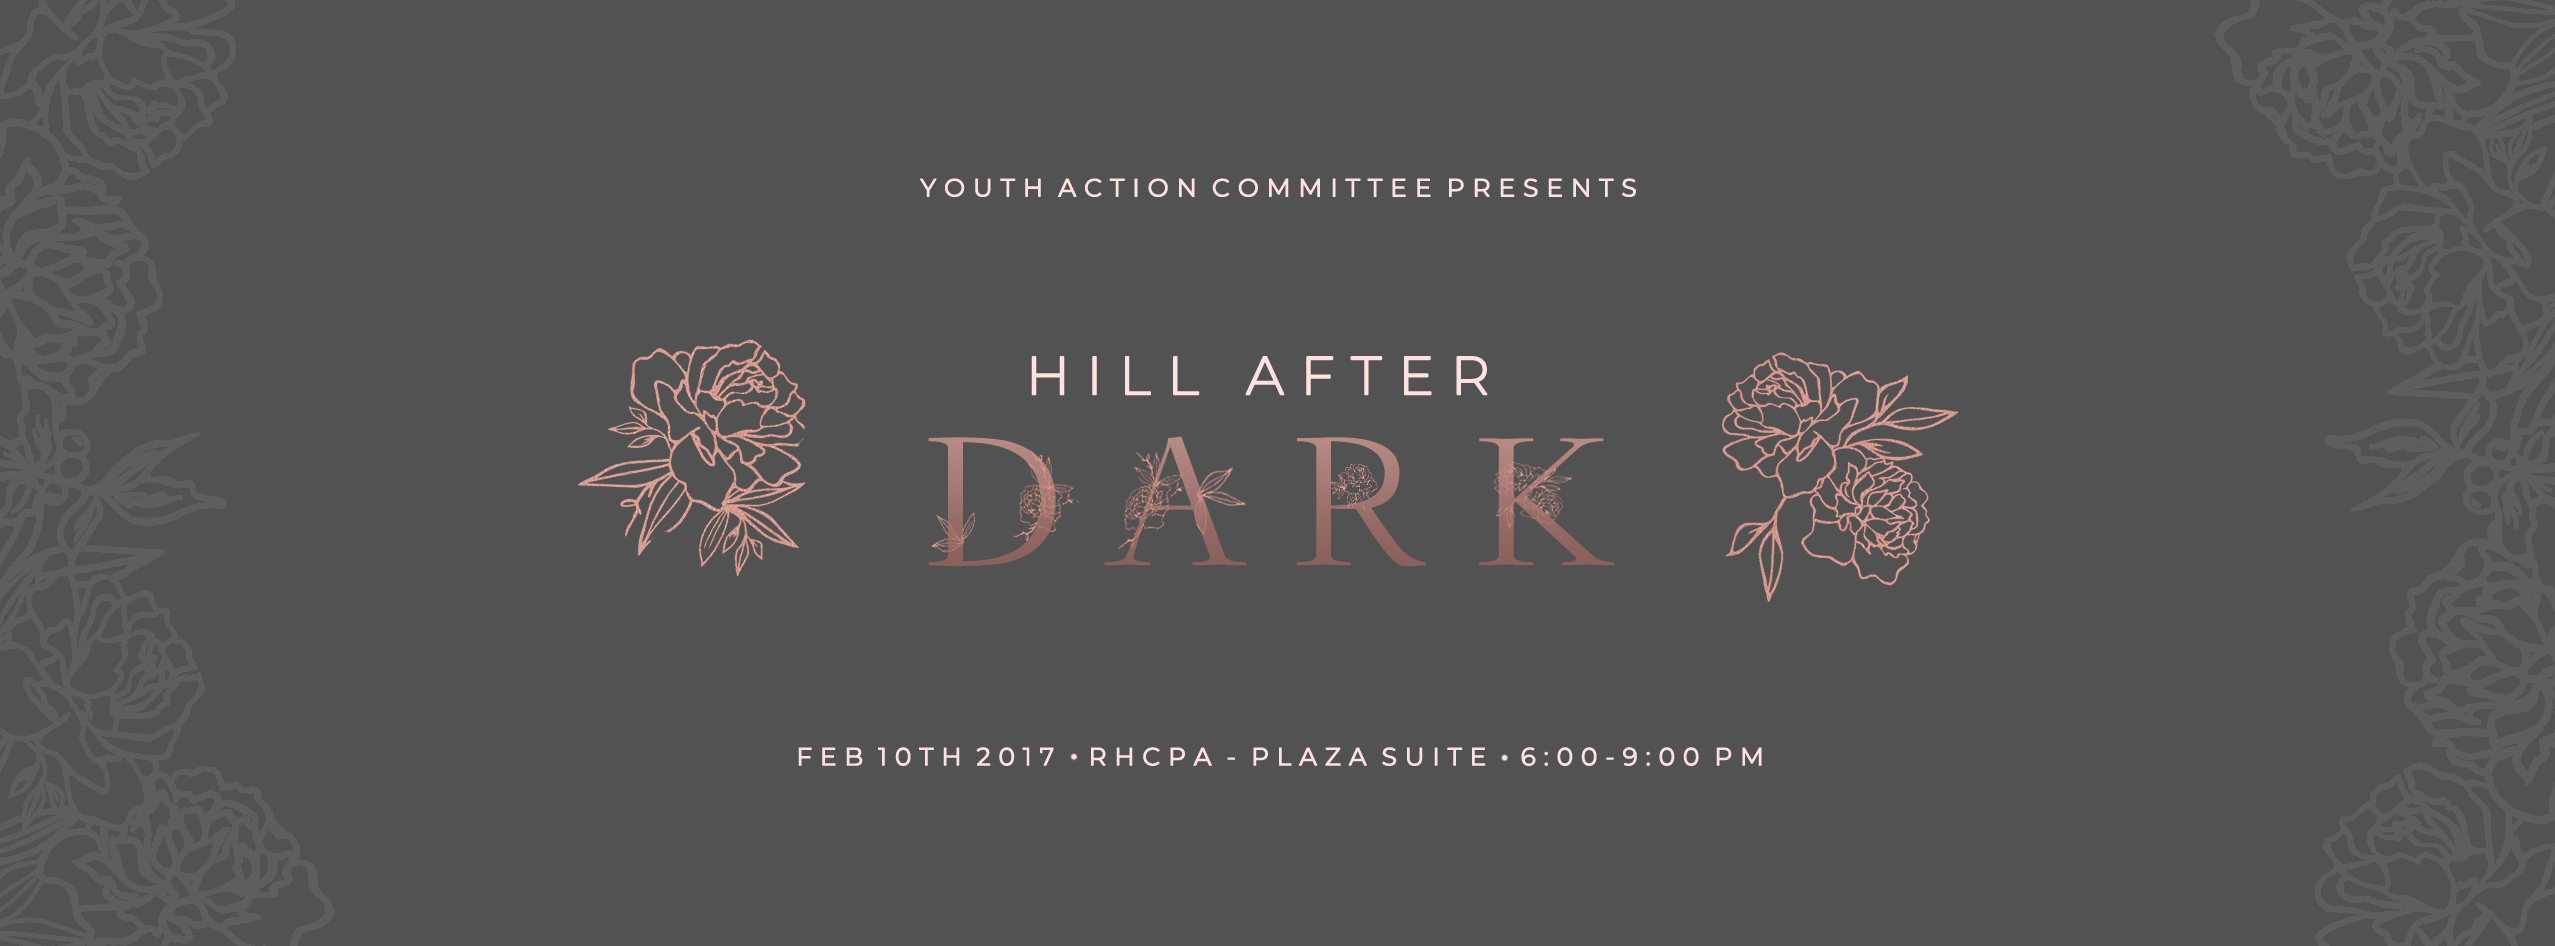 YOUTH ACTION COMMITTEE PRESENTS
HILL AFTER
DARK
FEB 10TH 2017 • RHCPA - PLAZA SUITE • 6:00-9:00 PM